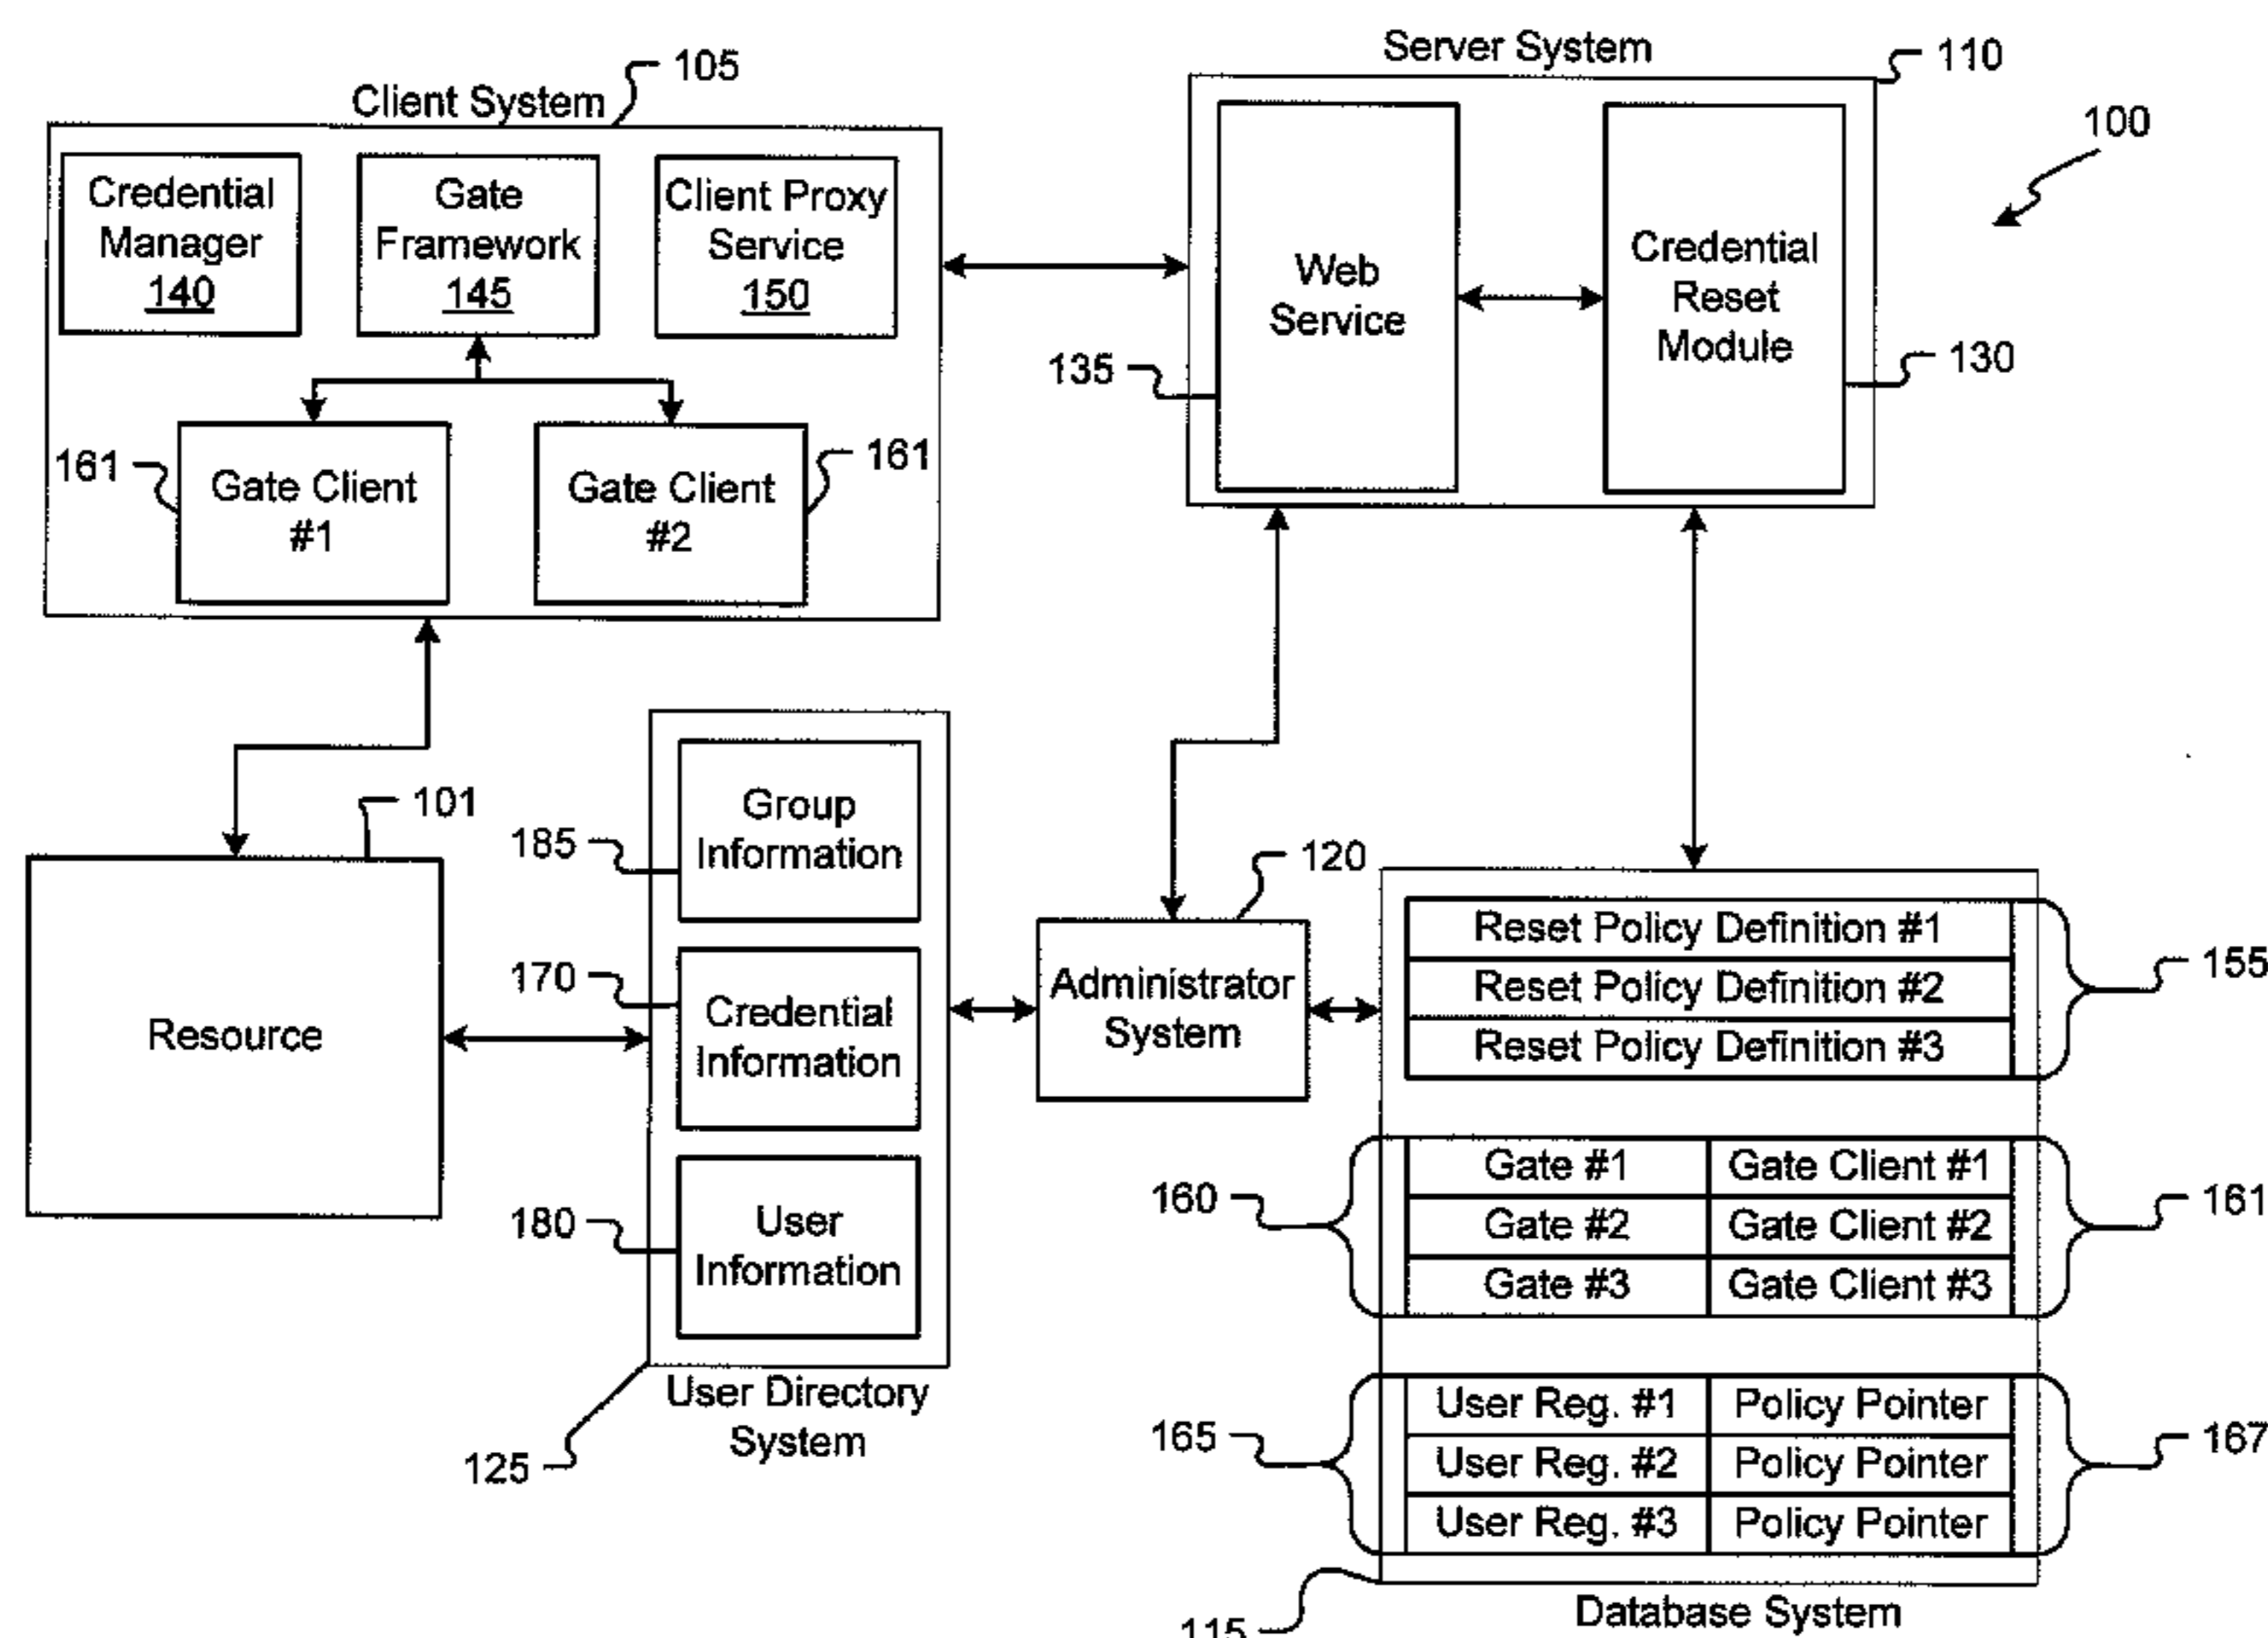 Server System
110
105
Client System
100
Credential
Manager
140
Gate
Framework
145
Client Proxy
Service
150
Web
Service
Credential
Reset
Module
135
130
161
Gate Client
#1
Gate Client
#2
161
101
Resource
185
Group
Information
170
Credential
Information
180
User
Information
User Directory
System
125
120
Administrator
System
Reset Policy Definition #1
Reset Policy Definition #2
Reset Policy Definition #3
155
160
Gate #1 Gate Client #1
Gate #2 Gate Client #2
Gate #3 Gate Client #3
161
165
User Reg. #1 Policy Pointer
User Reg. #2 Policy Pointer
User Reg. #3 Policy Pointer
167
115
Database System